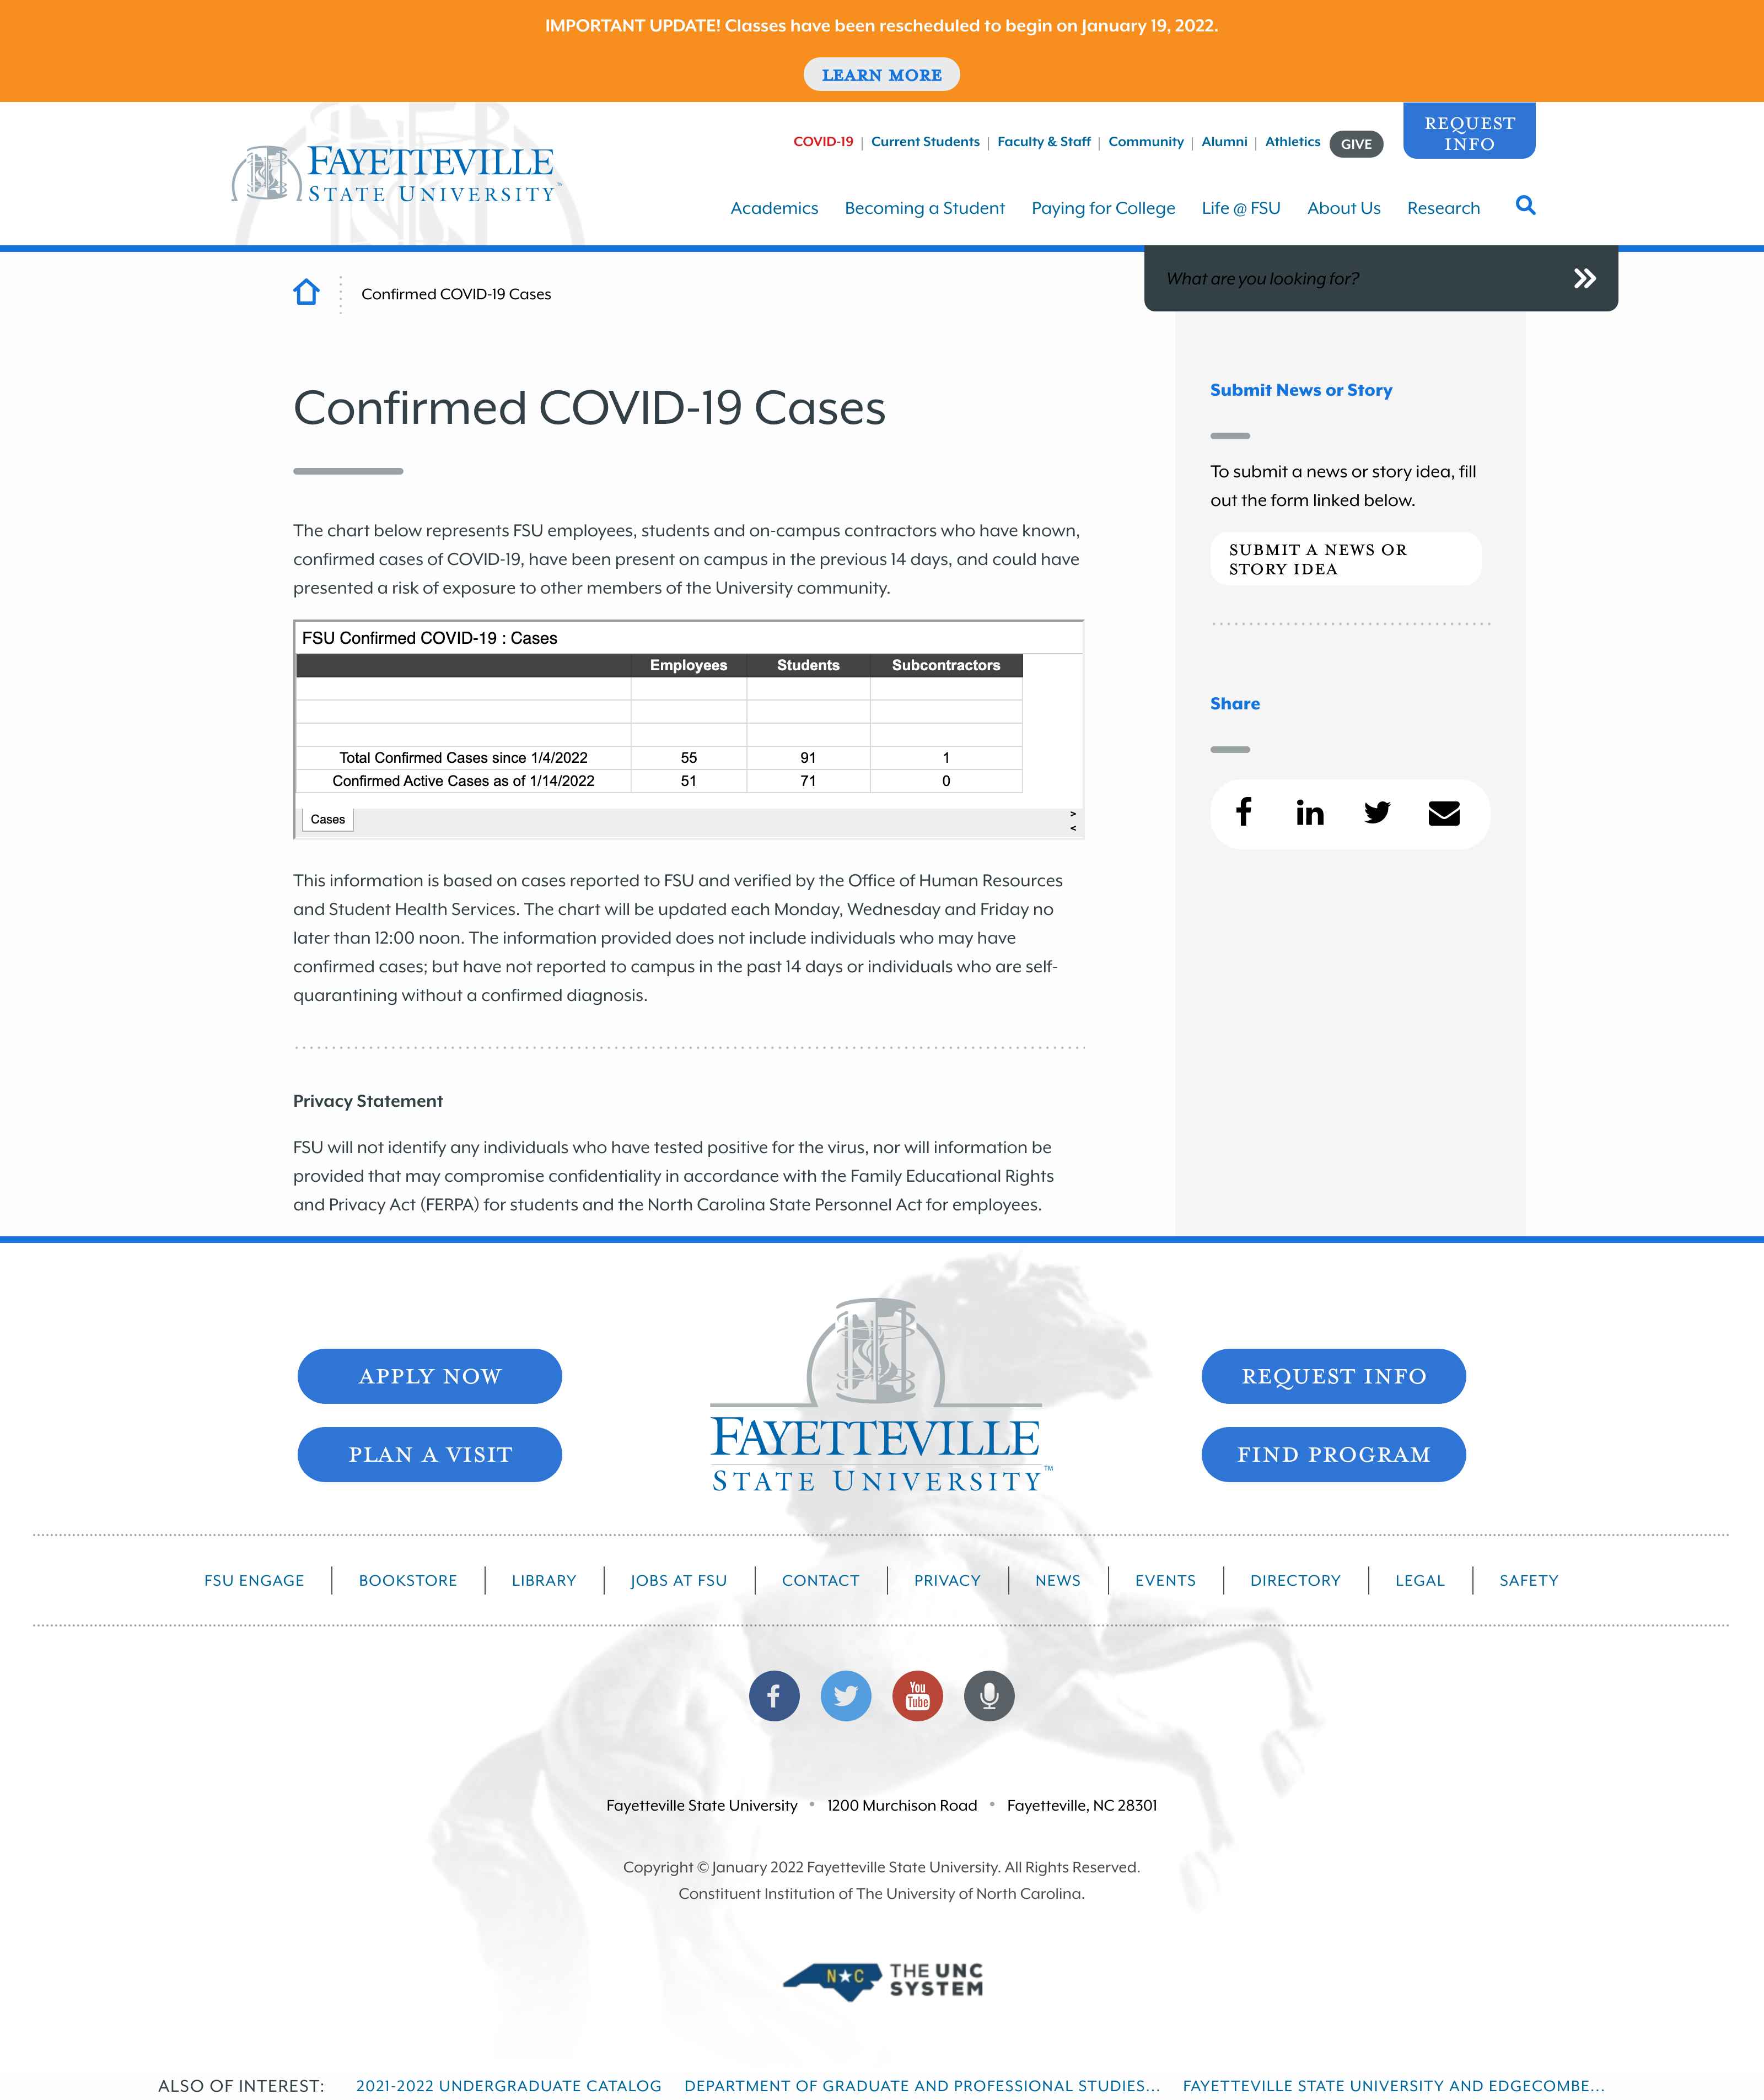 IMPORTANT UPDATE! Classes have been rescheduled to begin on January 19, 2022.
LEARN MORE
FAYETTEVILLE
STATE UNIVERSITY™
COVID-19 | Current Students | Faculty & Staff | Community | Alumni | Athletics GIVE
REQUEST
INFO
Academics Becoming a Student Paying for College Life @ FSU About Us Research
What are you looking for?
Confirmed COVID-19 Cases
Confirmed COVID-19 Cases
The chart below represents FSU employees, students and on-campus contractors who have known,
confirmed cases of COVID-19, have been present on campus in the previous 14 days, and could have
presented a risk of exposure to other members of the University community.
FSU Confirmed COVID-19 : Cases
Employees Students Subcontractors
Total Confirmed Cases since 1/4/2022 55 91 1
Confirmed Active Cases as of 1/14/2022 51 71 0
Cases
>
<
This information is based on cases reported to FSU and verified by the Office of Human Resources
and Student Health Services. The chart will be updated each Monday, Wednesday and Friday no
later than 12:00 noon. The information provided does not include individuals who may have
confirmed cases; but have not reported to campus in the past 14 days or individuals who are self-
quarantining without a confirmed diagnosis.
Privacy Statement
FSU will not identify any individuals who have tested positive for the virus, nor will information be
provided that may compromise confidentiality in accordance with the Family Educational Rights
and Privacy Act (FERPA) for students and the North Carolina State Personnel Act for employees.
Submit News or Story
To submit a news or story idea, fill
out the form linked below.
SUBMIT A NEWS OR
STORY IDEA
Share
APPLY NOW
PLAN A VISIT
FAYETTEVILLE
STATE UNIVERSITY™
REQUEST INFO
FIND PROGRAM
FSU ENGAGE | BOOKSTORE | LIBRARY | JOBS AT FSU | CONTACT | PRIVACY | NEWS | EVENTS | DIRECTORY | LEGAL | SAFETY
You
Tube
Fayetteville State University • 1200 Murchison Road • Fayetteville, NC 28301
Copyright © January 2022 Fayetteville State University. All Rights Reserved.
Constituent Institution of The University of North Carolina.
N★C THE UNC
SYSTEM
ALSO OF INTEREST: 2021-2022 UNDERGRADUATE CATALOG DEPARTMENT OF GRADUATE AND PROFESSIONAL STUDIES... FAYETTEVILLE STATE UNIVERSITY AND EDGECOMBE...